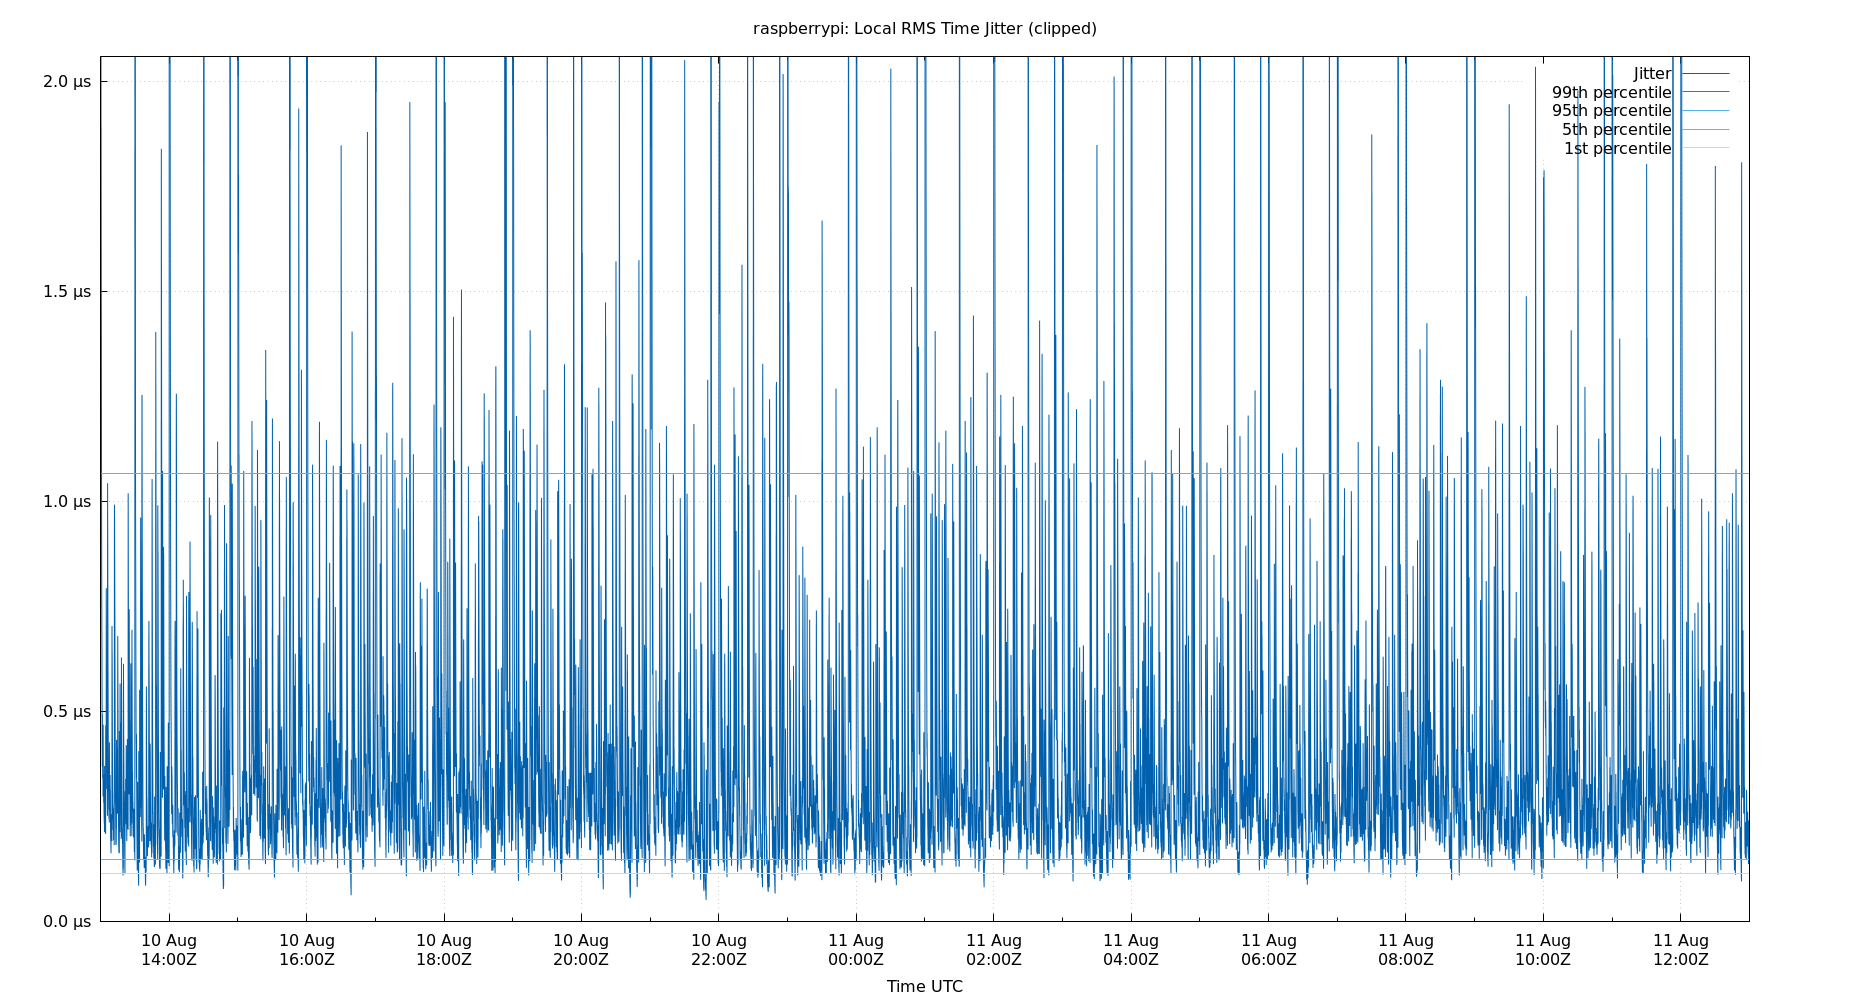 raspberrypi: Local RMS Time Jitter (clipped)
2.0 µs
1.5 µs
1.0 µs
0.5 µs
0.0 µs
Jitter
99th percentile
95th percentile
5th percentile
1st percentile
10 Aug 10 Aug 10 Aug 10 Aug 10 Aug 11 Aug 11 Aug 11 Aug 11 Aug 11 Aug 11 Aug 11 Aug
14:00Z 16:00Z 18:00Z 20:00Z 22:00Z 00:00Z 02:00Z 04:00Z 06:00Z 08:00Z 10:00Z 12:00Z
Time UTC